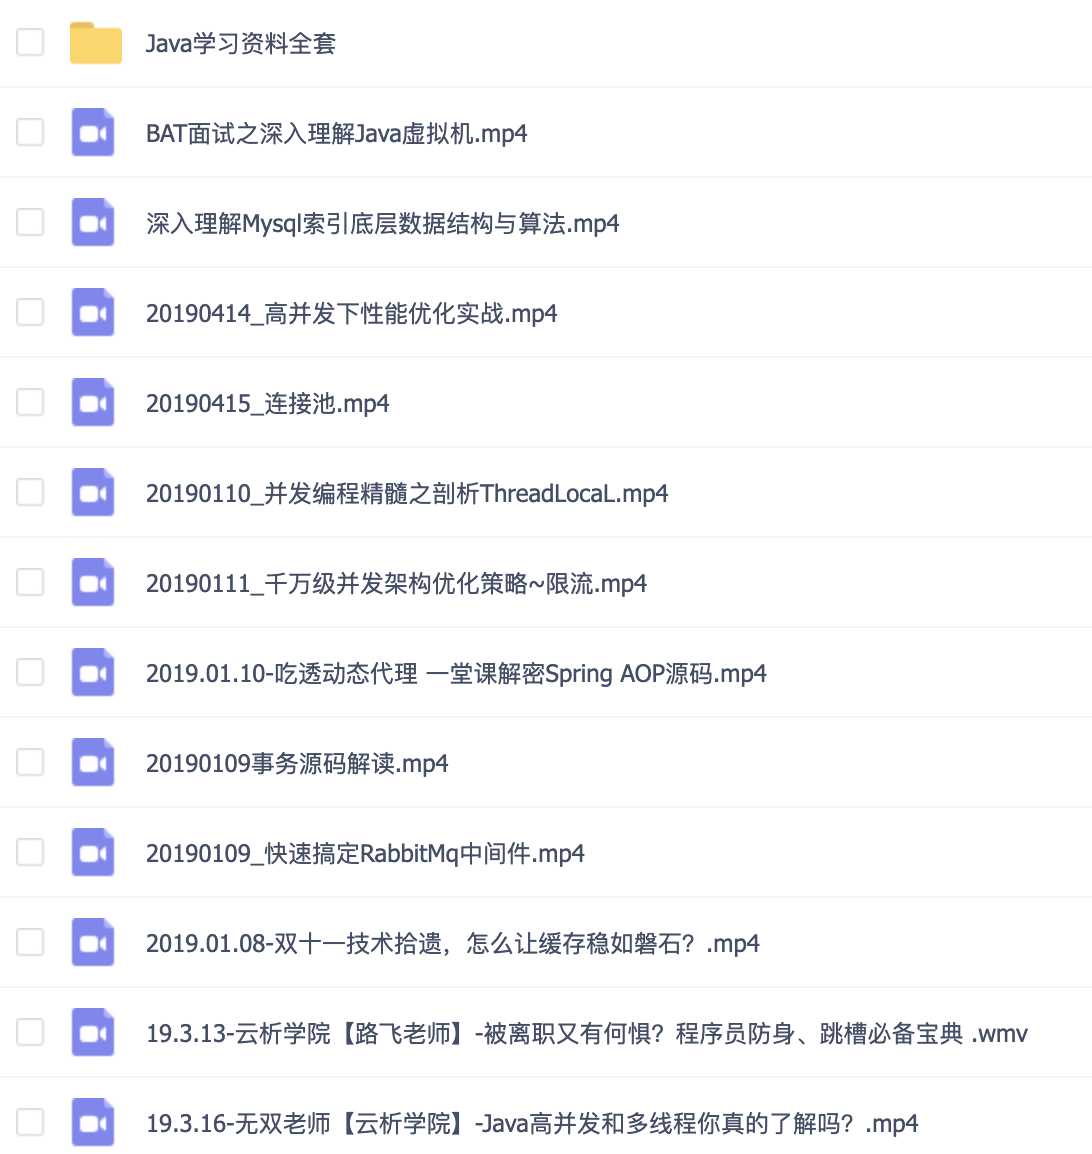 Java学习资料全套
BAT面试之深入理解Java虚拟机.mp4
深入理解Mysql索引底层数据结构与算法.mp4
20190414_高并发下性能优化实战.mp4
20190415_连接池.mp4
20190110_并发编程精髓之剖析ThreadLocaL.mp4
20190111_千万级并发架构优化策略~限流.mp4
2019.01.10-吃透动态代理 一堂课解密Spring AOP源码.mp4
20190109事务源码解读.mp4
20190109_快速搞定RabbitMq中间件.mp4
2019.01.08-双十一技术拾遗，怎么让缓存稳如磐石？.mp4
19.3.13-云析学院【路飞老师】-被离职又有何惧？程序员防身、跳槽必备宝典 .wmv
19.3.16-无双老师【云析学院】-Java高并发和多线程你真的了解吗？.mp4